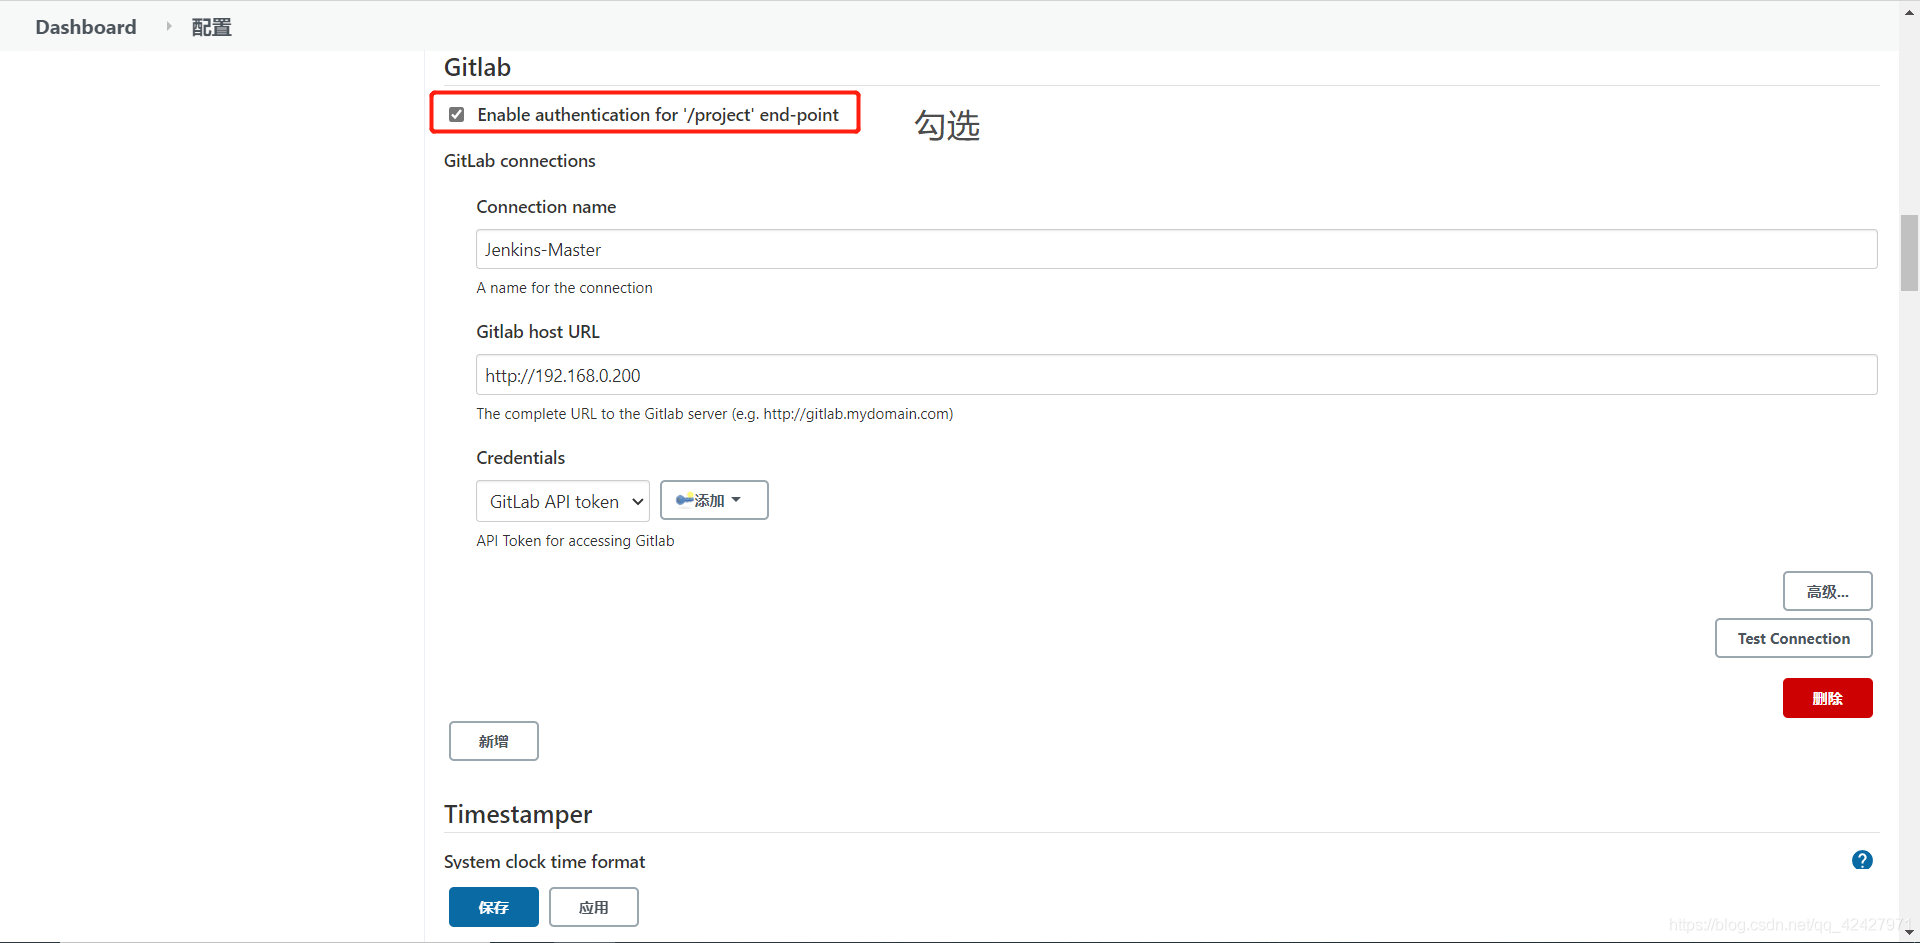 Dashboard 配置
Gitlab
Enable authentication for '/project' end-point
勾选
GitLab connections
Connection name
Jenkins-Master
A name for the connection
Gitlab host URL
http://192.168.0.200
The complete URL to the Gitlab server (e.g. http://gitlab.mydomain.com)
Credentials
GitLab API token 添加
API Token for accessing Gitlab
高级...
Test Connection
删除
新增
Timestamper
System clock time format
?
保存 应用
https://blog.csdn.net/qq_42427971